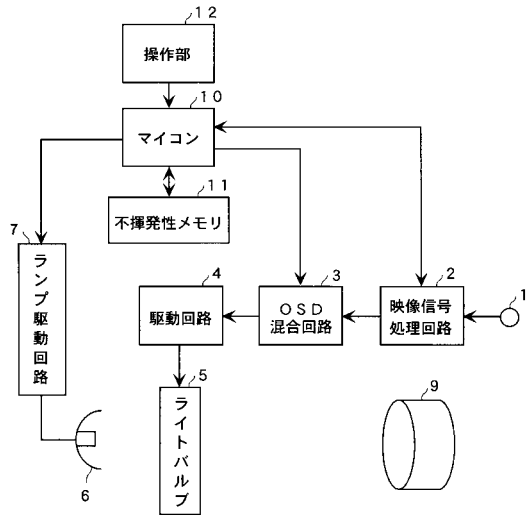 12
操作部
10
マイコン
11
不揮発性メモリ
7
ランプ駆動回路
4
駆動回路
3
OSD
混合回路
2
映像信号
処理回路
1
5
ライトバルブ
6
9